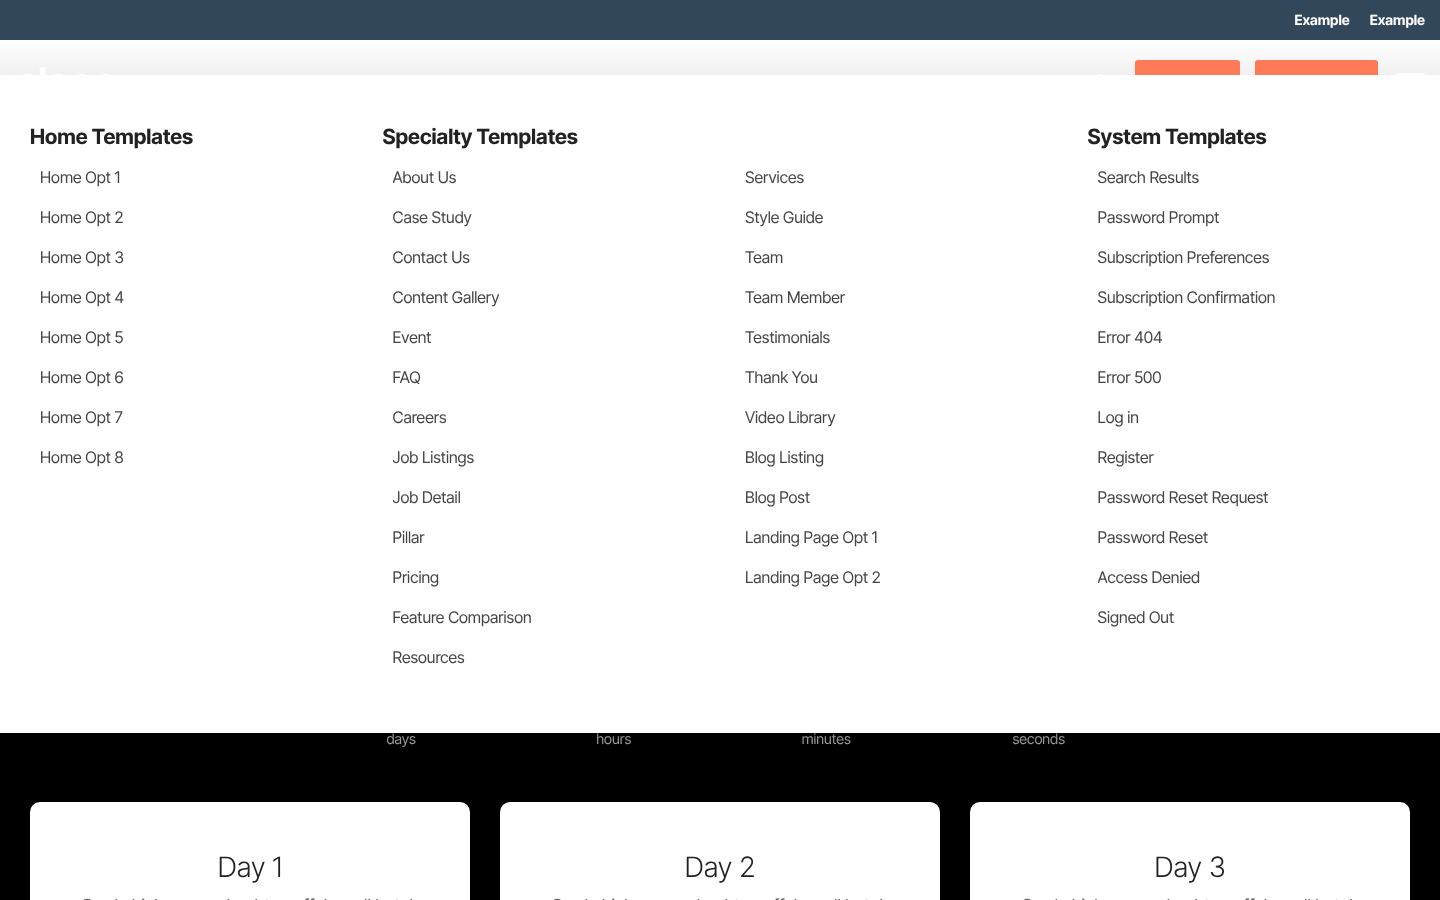 Example Example
Home Templates
Home Opt 1
Home Opt 2
Home Opt 3
Home Opt 4
Home Opt 5
Home Opt 6
Home Opt 7
Home Opt 8
Specialty Templates
About Us
Case Study
Contact Us
Content Gallery
Event
FAQ
Careers
Job Listings
Job Detail
Pillar
Pricing
Feature Comparison
Resources
Services
Style Guide
Team
Team Member
Testimonials
Thank You
Video Library
Blog Listing
Blog Post
Landing Page Opt 1
Landing Page Opt 2
System Templates
Search Results
Password Prompt
Subscription Preferences
Subscription Confirmation
Error 404
Error 500
Log in
Register
Password Reset Request
Password Reset
Access Denied
Signed Out
days hours minutes seconds
Day 1
Day 2
Day 3